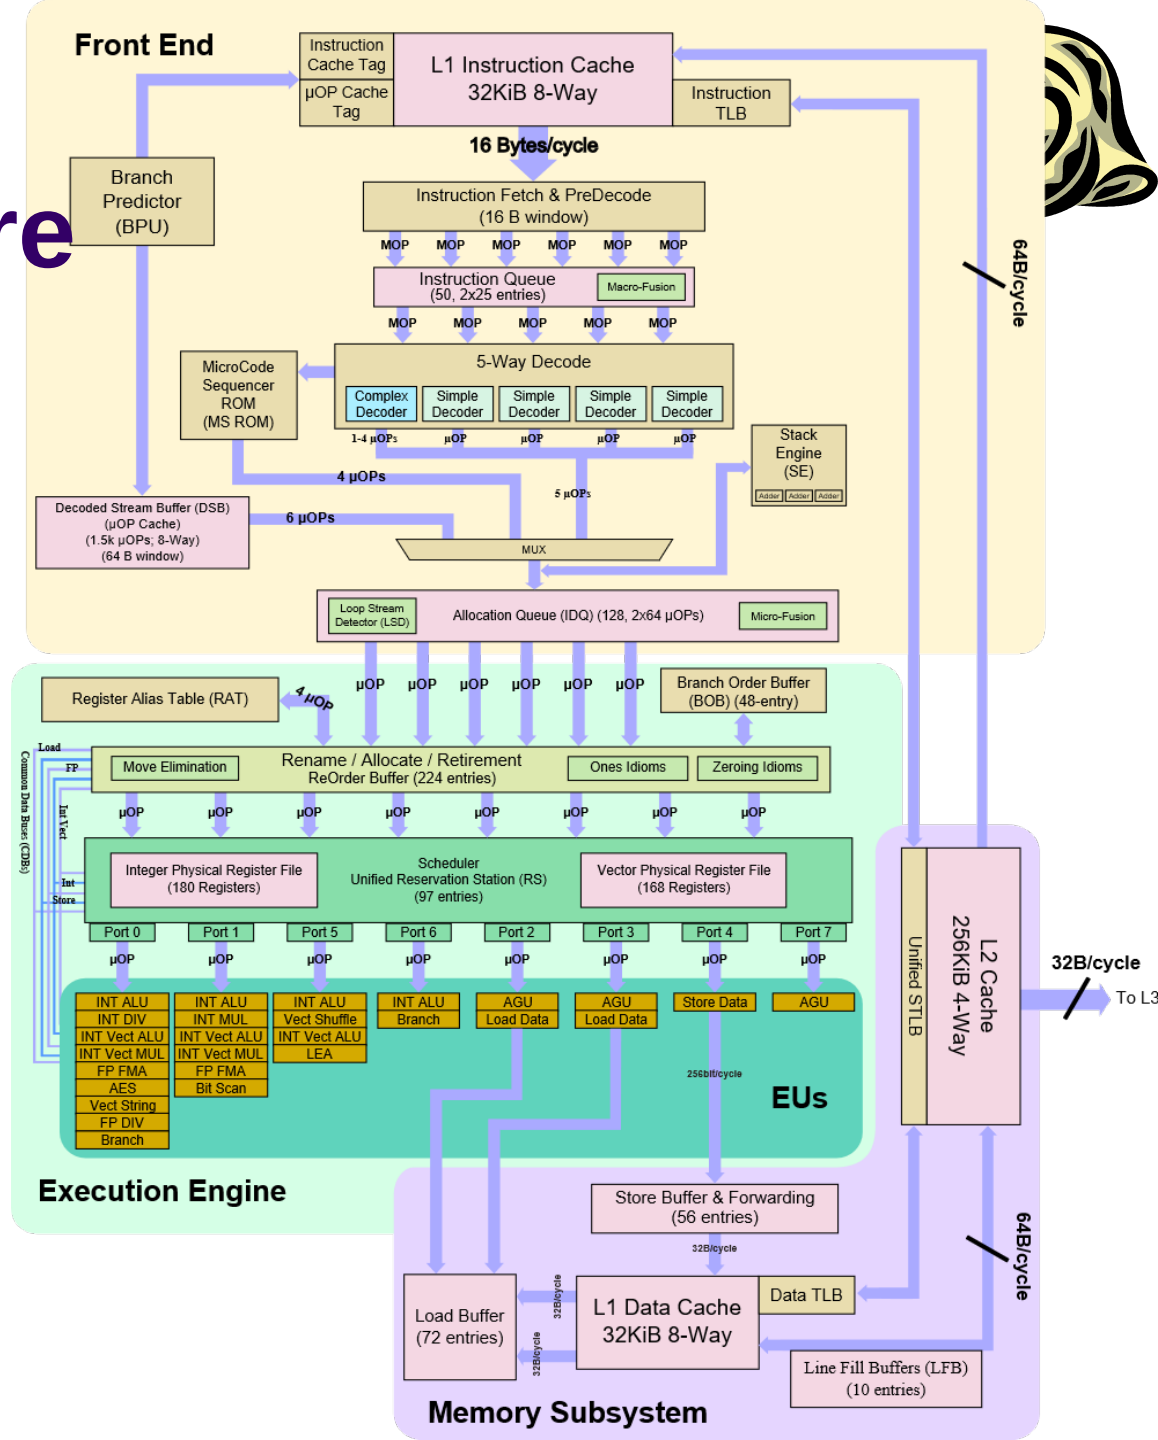 Front End
Instruction
Cache Tag
µOP Cache
Tag
L1 Instruction Cache
32KiB 8-Way
Instruction
TLB
16 Bytes/cycle
Branch
Predictor
(BPU)
re
Instruction Fetch & PreDecode
(16 B window)
MOP MOP MOP MOP MOP MOP
Instruction Queue
(50, 2x25 entries)
Macro-Fusion
64B/cycle
MOP MOP MOP MOP MOP
5-Way Decode
MicroCode
Sequencer
ROM
(MS ROM)
Complex
Decoder
Simple
Decoder
Simple
Decoder
Simple
Decoder
Simple
Decoder
1-4 µOPs µOP µOP µOP µOP
Stack
Engine
(SE)
Adder Adder Adder
4 µOPs
5 µOPs
Decoded Stream Buffer (DSB)
(µOP Cache)
(1.5k µOPs; 8-Way)
(64 B window)
6 µOPs
MUX
Loop Stream
Detector (LSD)
Allocation Queue (IDQ) (128, 2x64 µOPs)
Micro-Fusion
Register Alias Table (RAT)
4 µOP
µOP µOP µOP µOP µOP µOP
Branch Order Buffer
(BOB) (48-entry)
Load
FP
Common Data Buses (CDBs)
Int Vect
Int
Store
Move Elimination
Rename / Allocate / Retirement
ReOrder Buffer (224 entries)
Ones Idioms
Zeroing Idioms
µOP µOP µOP µOP µOP µOP µOP µOP
Integer Physical Register File
(180 Registers)
Scheduler
Unified Reservation Station (RS)
(97 entries)
Vector Physical Register File
(168 Registers)
Port 0 Port 1 Port 5 Port 6 Port 2 Port 3 Port 4 Port 7
µOP µOP µOP µOP µOP µOP µOP µOP
INT ALU
INT DIV
INT Vect ALU
INT Vect MUL
FP FMA
AES
Vect String
FP DIV
Branch
INT ALU
INT MUL
INT Vect ALU
INT Vect MUL
FP FMA
Bit Scan
INT ALU
Vect Shuffle
INT Vect ALU
LEA
INT ALU
Branch
AGU
Load Data
AGU
Load Data
Store Data
AGU
256bit/cycle
EUs
Unified STLB
L2 Cache
256KiB 4-Way
32B/cycle
To L3
Execution Engine
Store Buffer & Forwarding
(56 entries)
32B/cycle
64B/cycle
Load Buffer
(72 entries)
32B/cycle
32B/cycle
L1 Data Cache
32KiB 8-Way
Data TLB
Line Fill Buffers (LFB)
(10 entries)
Memory Subsystem